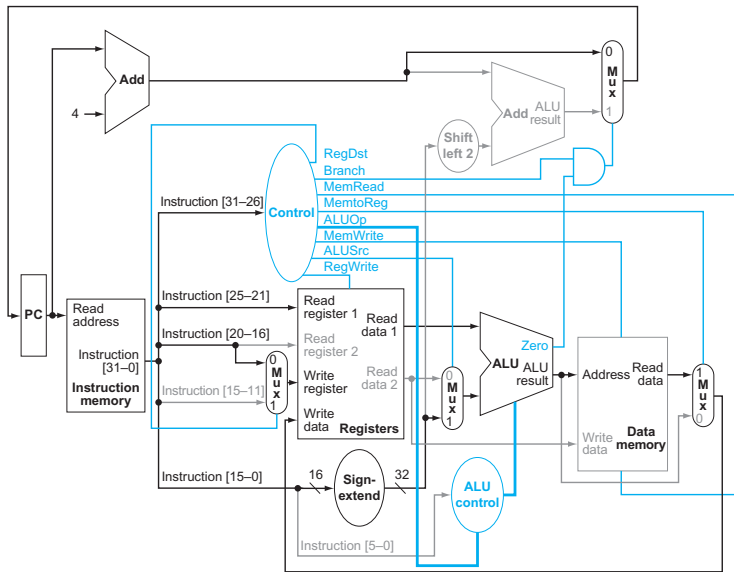 0
M
u
x
1
Add
4
Add
ALU
result
Shift
left 2
RegDst
Branch
MemRead
MemtoReg
ALUOp
MemWrite
ALUSrc
RegWrite
Control
Instruction [31–26]
PC
Read
address
Instruction
[31–0]
Instruction
memory
Instruction [25–21]
Instruction [20–16]
Instruction [15–11]
0
M
u
x
1
Read
register 1
Read
register 2
Write
register
Write
data
Read
data 1
Read
data 2
Registers
0
M
u
x
1
Zero
ALU
ALU
result
Address
Read
data
Write
data
Data
memory
1
M
u
x
0
Instruction [15–0]
16
Sign-
extend
32
ALU
control
Instruction [5–0]